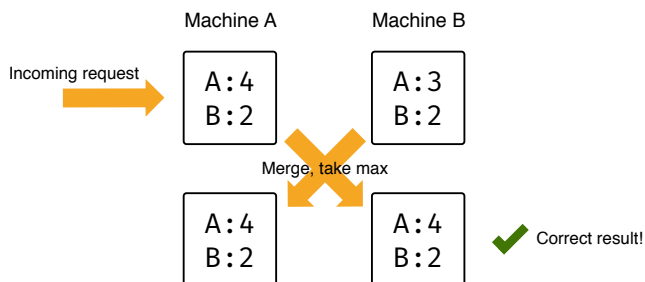 Machine A
Machine B
Incoming request
A:4
B:2
A:3
B:2
Merge, take max
A:4
B:2
A:4
B:2
Correct result!